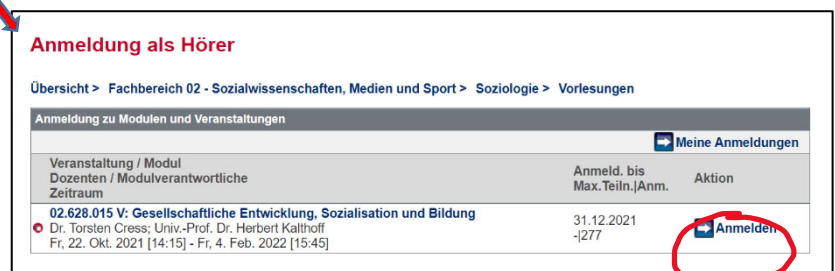 Anmeldung als Hörer
Übersicht > Fachbereich 02 - Sozialwissenschaften, Medien und Sport > Soziologie > Vorlesungen
Anmeldung zu Modulen und Veranstaltungen
Meine Anmeldungen
Veranstaltung / Modul
Dozenten / Modulverantwortliche
Zeitraum
Anmeld. bis
Max.Teiln.|Anm.
Aktion
02.628.015 V: Gesellschaftliche Entwicklung, Sozialisation und Bildung
Dr. Torsten Cress; Univ.-Prof. Dr. Herbert Kalthoff
Fr, 22. Okt. 2021 [14:15] - Fr, 4. Feb. 2022 [15:45]
31.12.2021
-|277
Anmelden